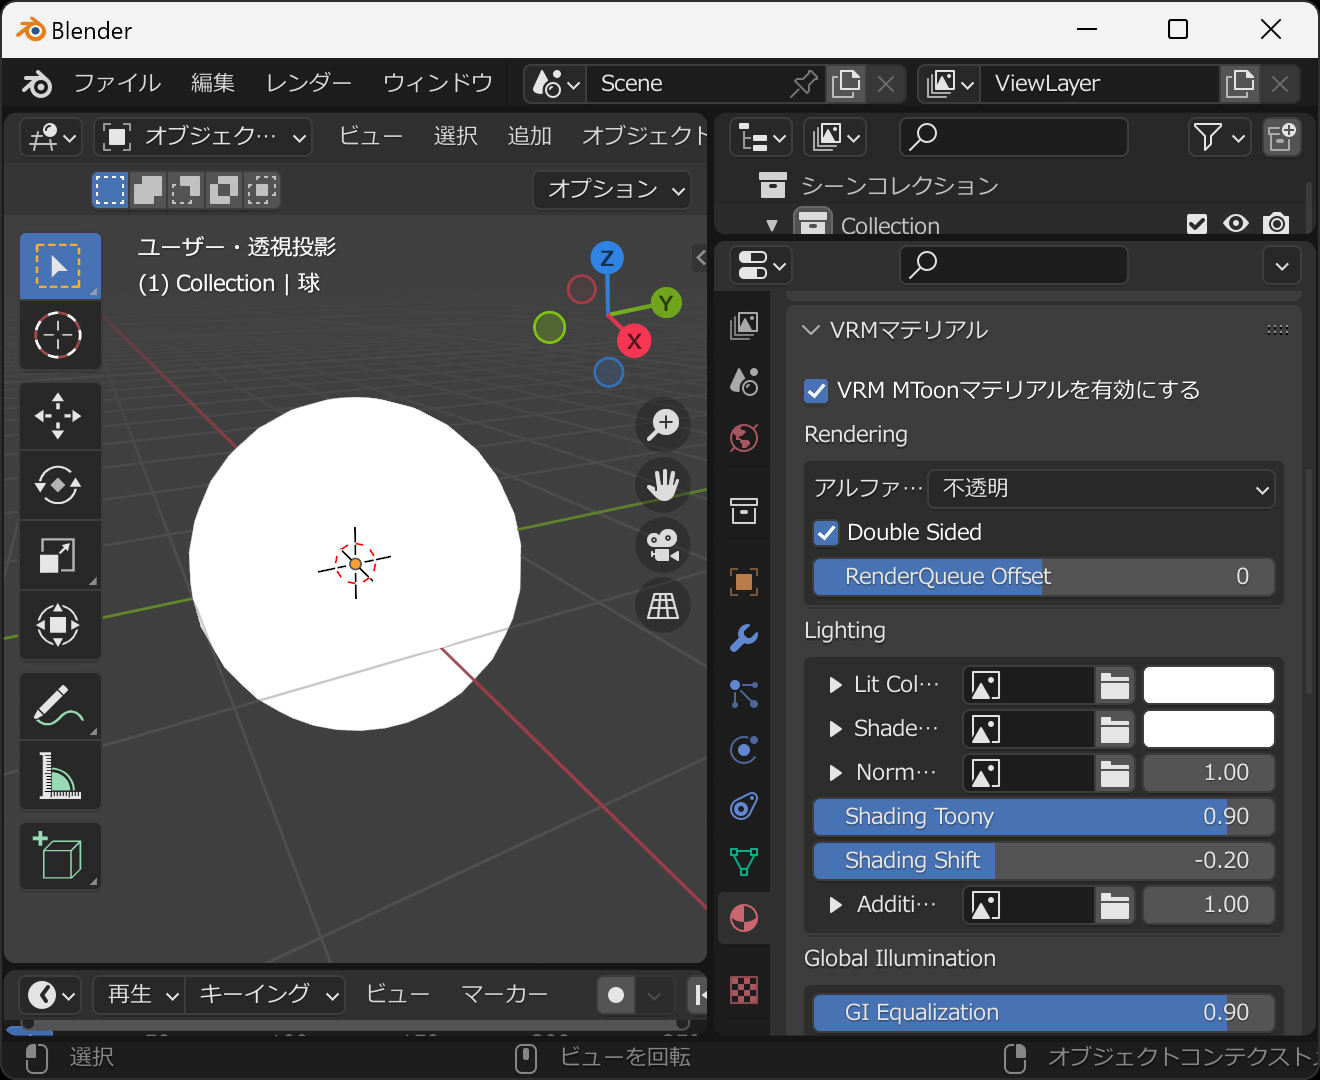 Blender
ファイル 編集 レンダー ウィンドウ Scene ViewLayer
オブジェク… ビュー 選択 追加 オブジェクト
オプション
ユーザー・透視投影
(1) Collection | 球
Z
Y
X
シーンコレクション
Collection
VRMマテリアル
VRM MToonマテリアルを有効にする
Rendering
アルファ… 不透明
Double Sided
RenderQueue Offset 0
Lighting
Lit Col…
Shade…
Norm… 1.00
Shading Toony 0.90
Shading Shift -0.20
Additi… 1.00
Global Illumination
GI Equalization 0.90
再生 キーイング ビュー マーカー
選択 ビューを回転 オブジェクトコンテクスト